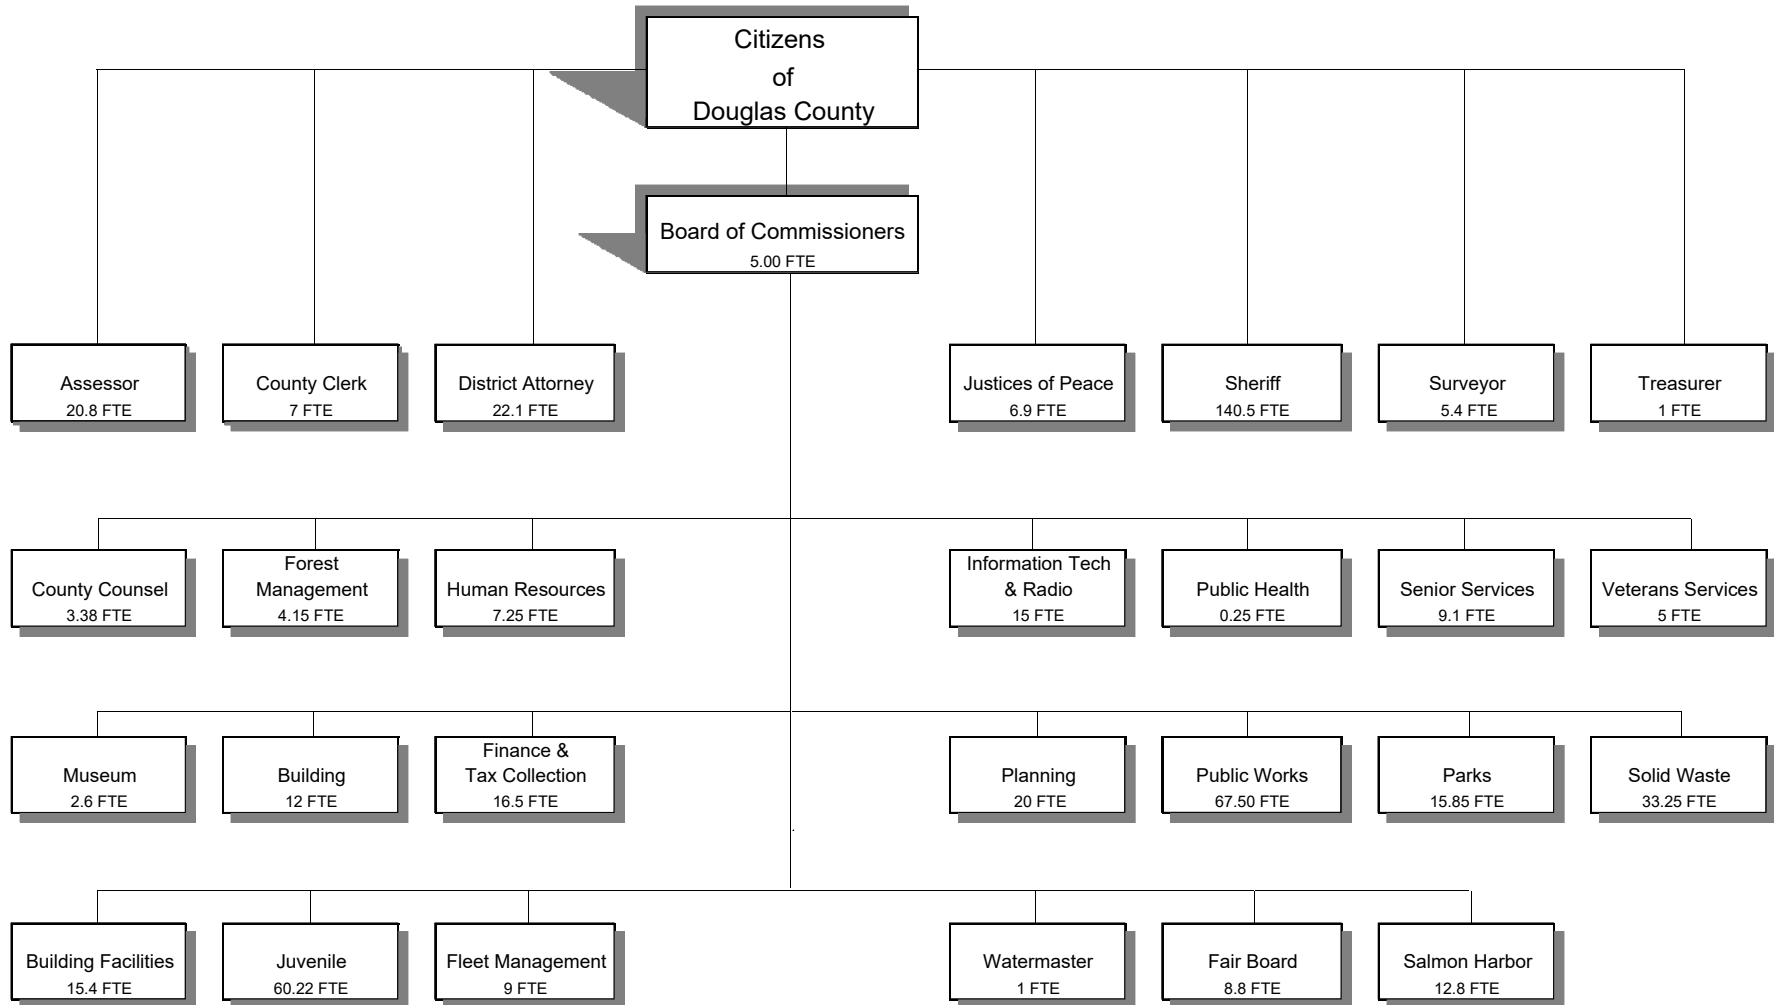 Citizens
of
Douglas County
Board of Commissioners
5.00 FTE
Assessor
20.8 FTE
County Clerk
7 FTE
District Attorney
22.1 FTE
Justices of Peace
6.9 FTE
Sheriff
140.5 FTE
Surveyor
5.4 FTE
Treasurer
1 FTE
County Counsel
3.38 FTE
Forest
Management
4.15 FTE
Human Resources
7.25 FTE
Information Tech
& Radio
15 FTE
Public Health
0.25 FTE
Senior Services
9.1 FTE
Veterans Services
5 FTE
Museum
2.6 FTE
Building
12 FTE
Finance &
Tax Collection
16.5 FTE
Planning
20 FTE
Public Works
67.50 FTE
Parks
15.85 FTE
Solid Waste
33.25 FTE
Building Facilities
15.4 FTE
Juvenile
60.22 FTE
Fleet Management
9 FTE
Watermaster
1 FTE
Fair Board
8.8 FTE
Salmon Harbor
12.8 FTE